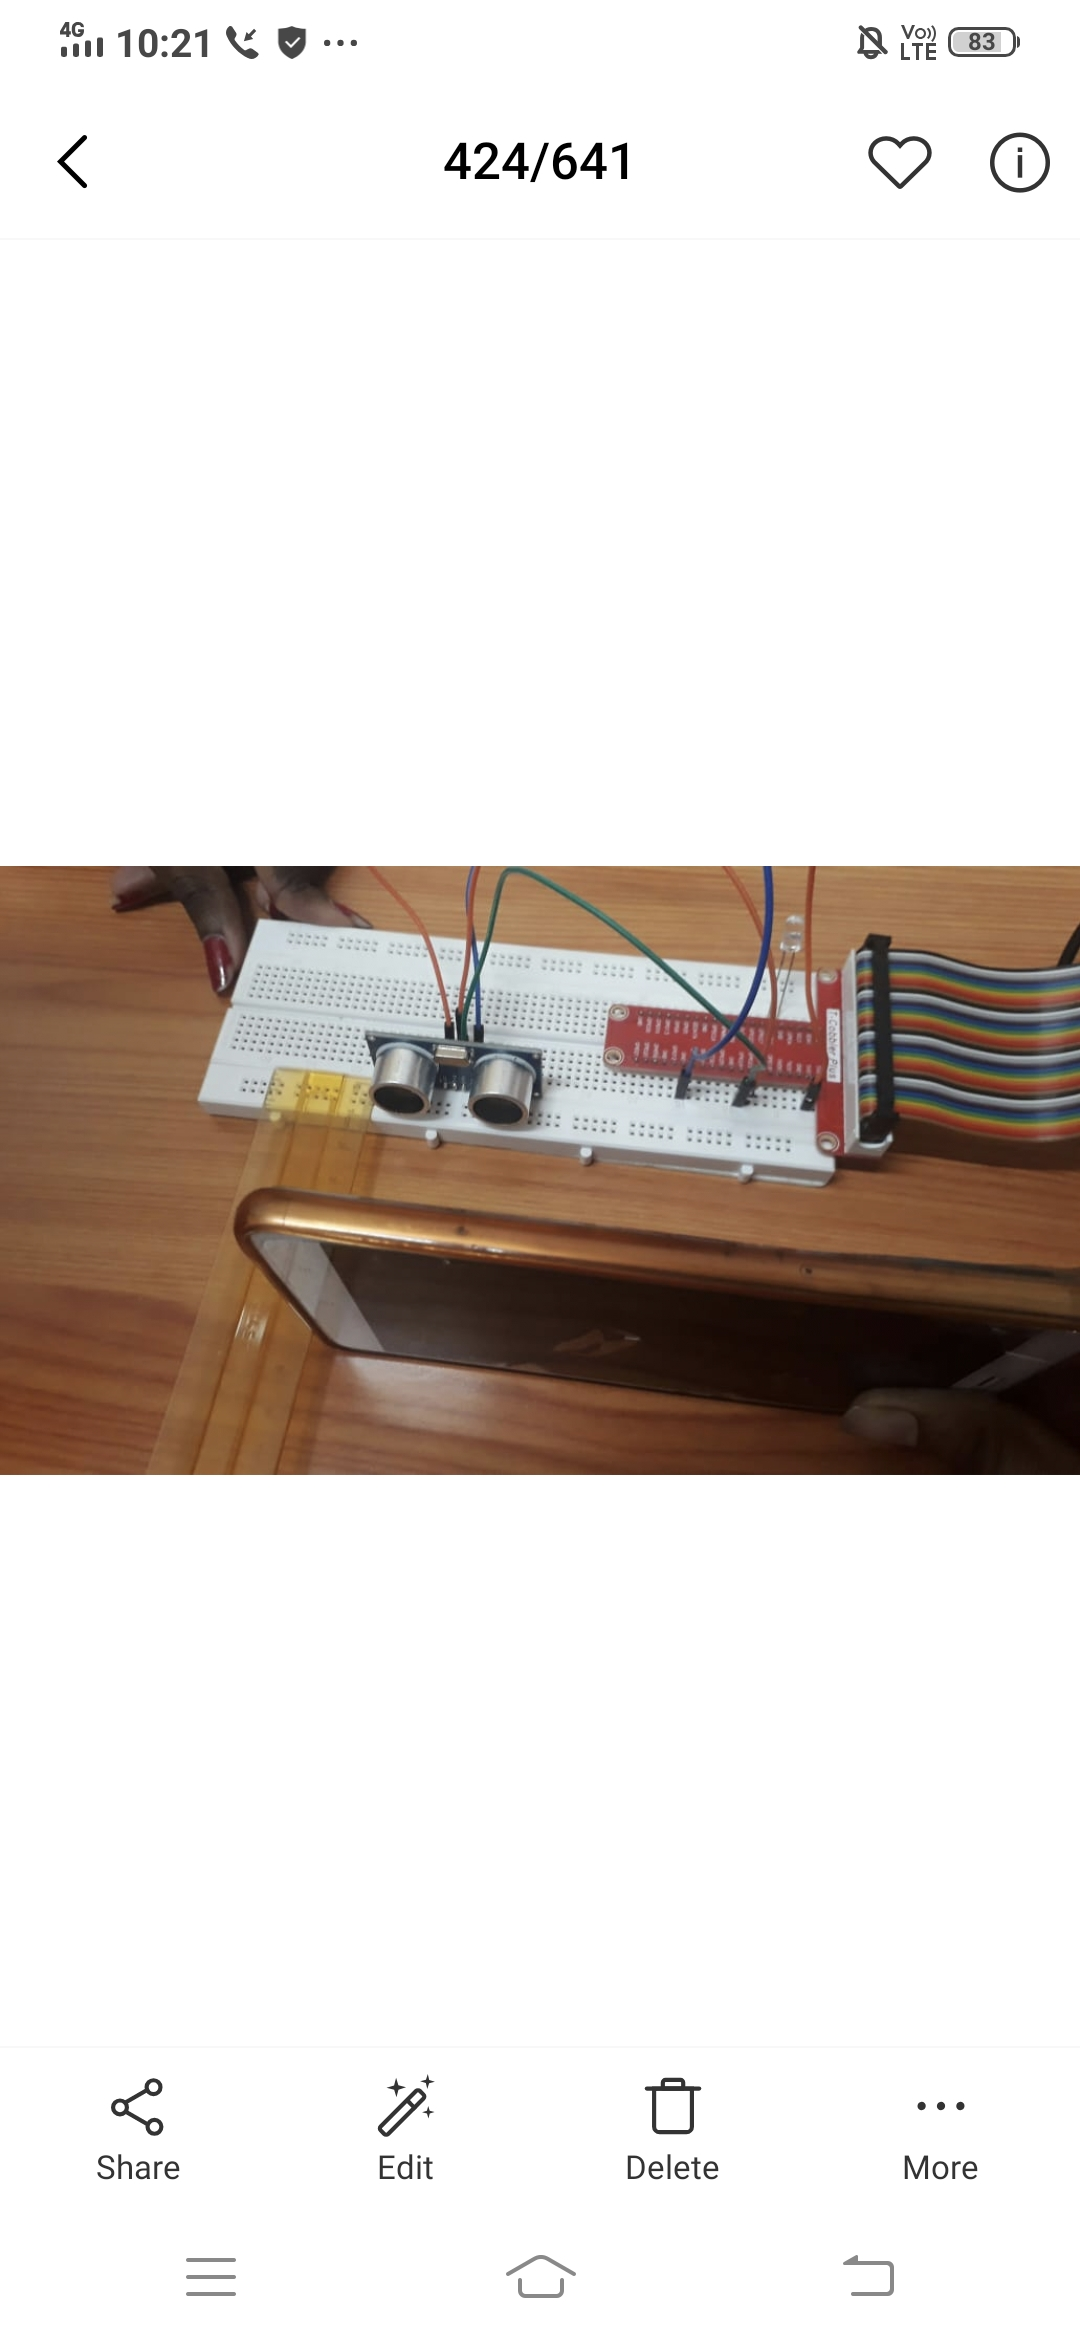 4G
10:21
Vo))
LTE
83
424/641
T-Cobbler Plus
Share
Edit
Delete
More